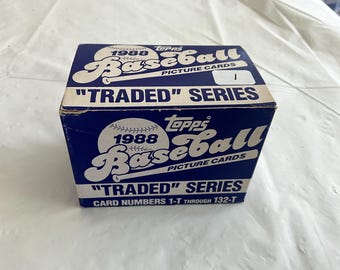 Topps
1988
Baseball
PICTURE CARDS
1
"TRADED" SERIES
Topps
1988
Baseball
PICTURE CARDS
"TRADED" SERIES
CARD NUMBERS 1-T THROUGH 132-T